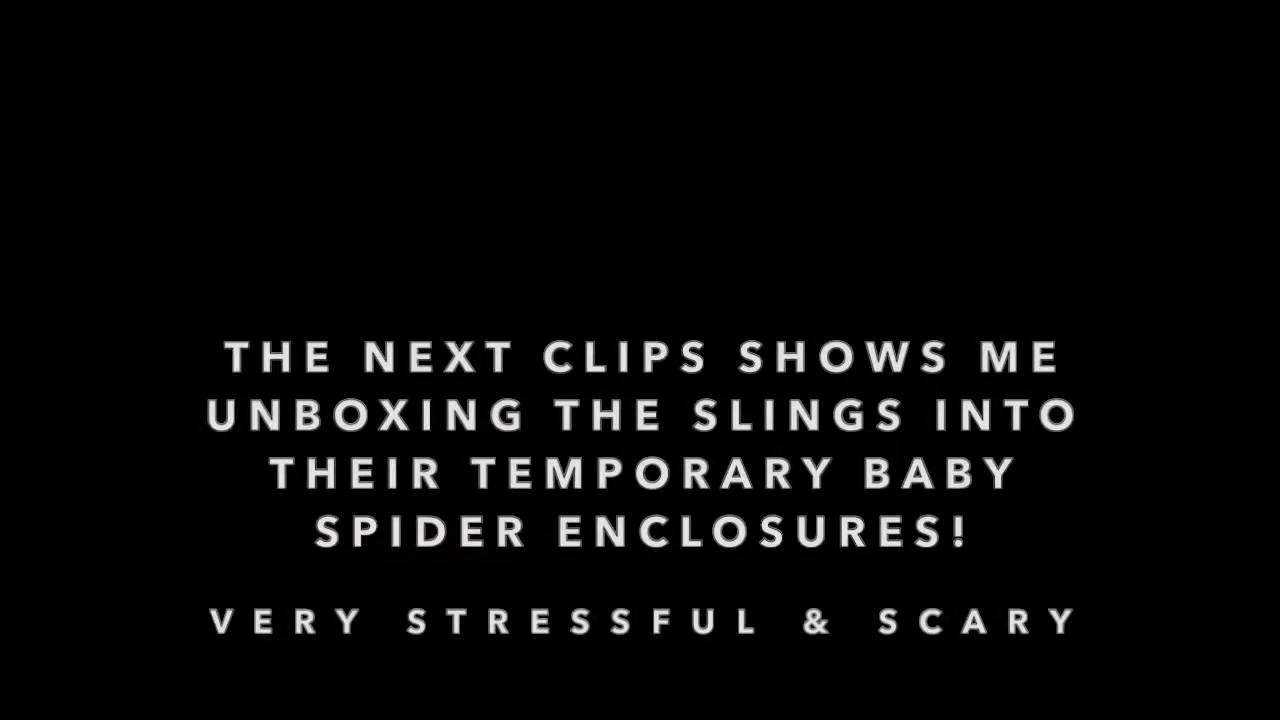 THE NEXT CLIPS SHOWS ME
UNBOXING THE SLINGS INTO
THEIR TEMPORARY BABY
SPIDER ENCLOSURES!
VERY STRESSFUL & SCARY